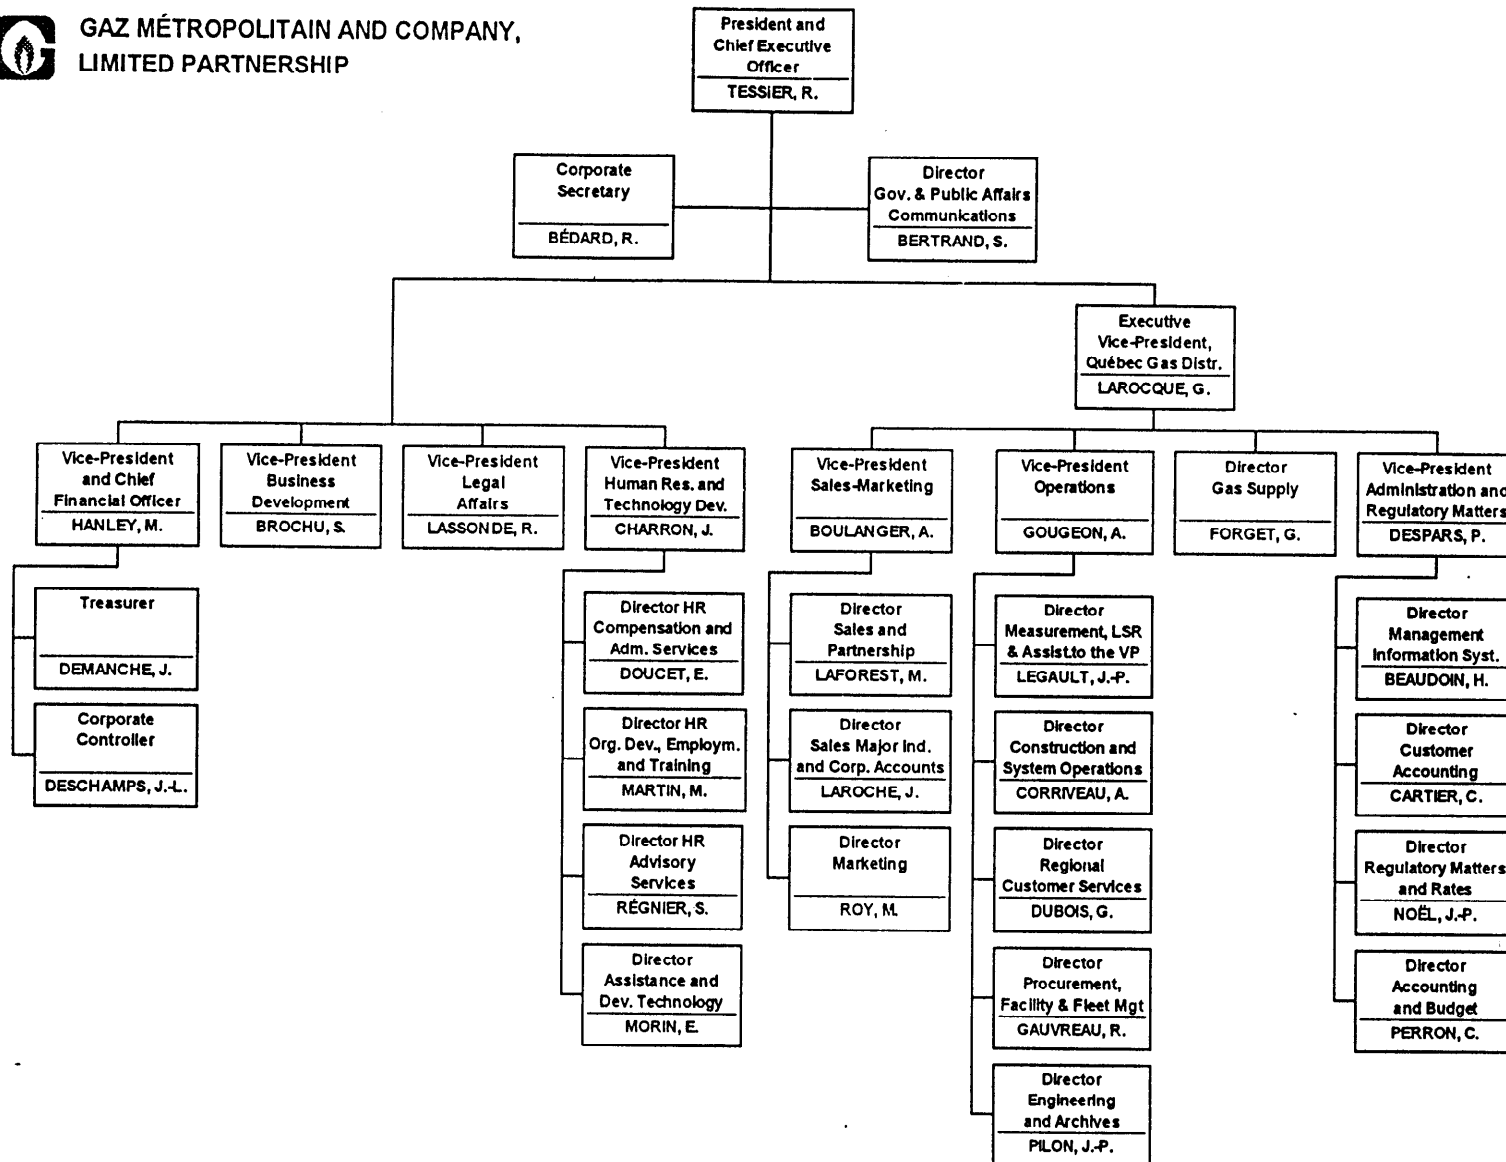 GAZ MÉTROPOLITAIN AND COMPANY,
LIMITED PARTNERSHIP
President and
Chief Executive
Officer
TESSIER, R.
Corporate
Secretary
BÉDARD, R.
Director
Gov. & Public Affairs
Communications
BERTRAND, S.
Executive
Vice-President,
Québec Gas Distr.
LAROCQUE, G.
Vice-President
and Chief
Financial Officer
HANLEY, M.
Vice-President
Business
Development
BROCHU, S.
Vice-President
Legal
Affairs
LASSONDE, R.
Vice-President
Human Res. and
Technology Dev.
CHARRON, J.
Vice-President
Sales-Marketing
BOULANGER, A.
Vice-President
Operations
GOUGEON, A.
Director
Gas Supply
FORGET, G.
Vice-President
Administration and
Regulatory Matters
DESPARS, P.
Treasurer
DEMANCHE, J.
Corporate
Controller
DESCHAMPS, J.-L.
Director HR
Compensation and
Adm. Services
DOUCET, E.
Director HR
Org. Dev., Employm.
and Training
MARTIN, M.
Director HR
Advisory
Services
RÉGNIER, S.
Director
Assistance and
Dev. Technology
MORIN, E.
Director
Sales and
Partnership
LAFOREST, M.
Director
Sales Major Ind.
and Corp. Accounts
LAROCHE, J.
Director
Marketing
ROY, M.
Director
Measurement, LSR
& Assist.to the VP
LEGAULT, J.-P.
Director
Construction and
System Operations
CORRIVEAU, A.
Director
Regional
Customer Services
DUBOIS, G.
Director
Procurement,
Facility & Fleet Mgt
GAUVREAU, R.
Director
Engineering
and Archives
PILON, J.-P.
Director
Management
Information Syst.
BEAUDOIN, H.
Director
Customer
Accounting
CARTIER, C.
Director
Regulatory Matters
and Rates
NOËL, J.-P.
Director
Accounting
and Budget
PERRON, C.